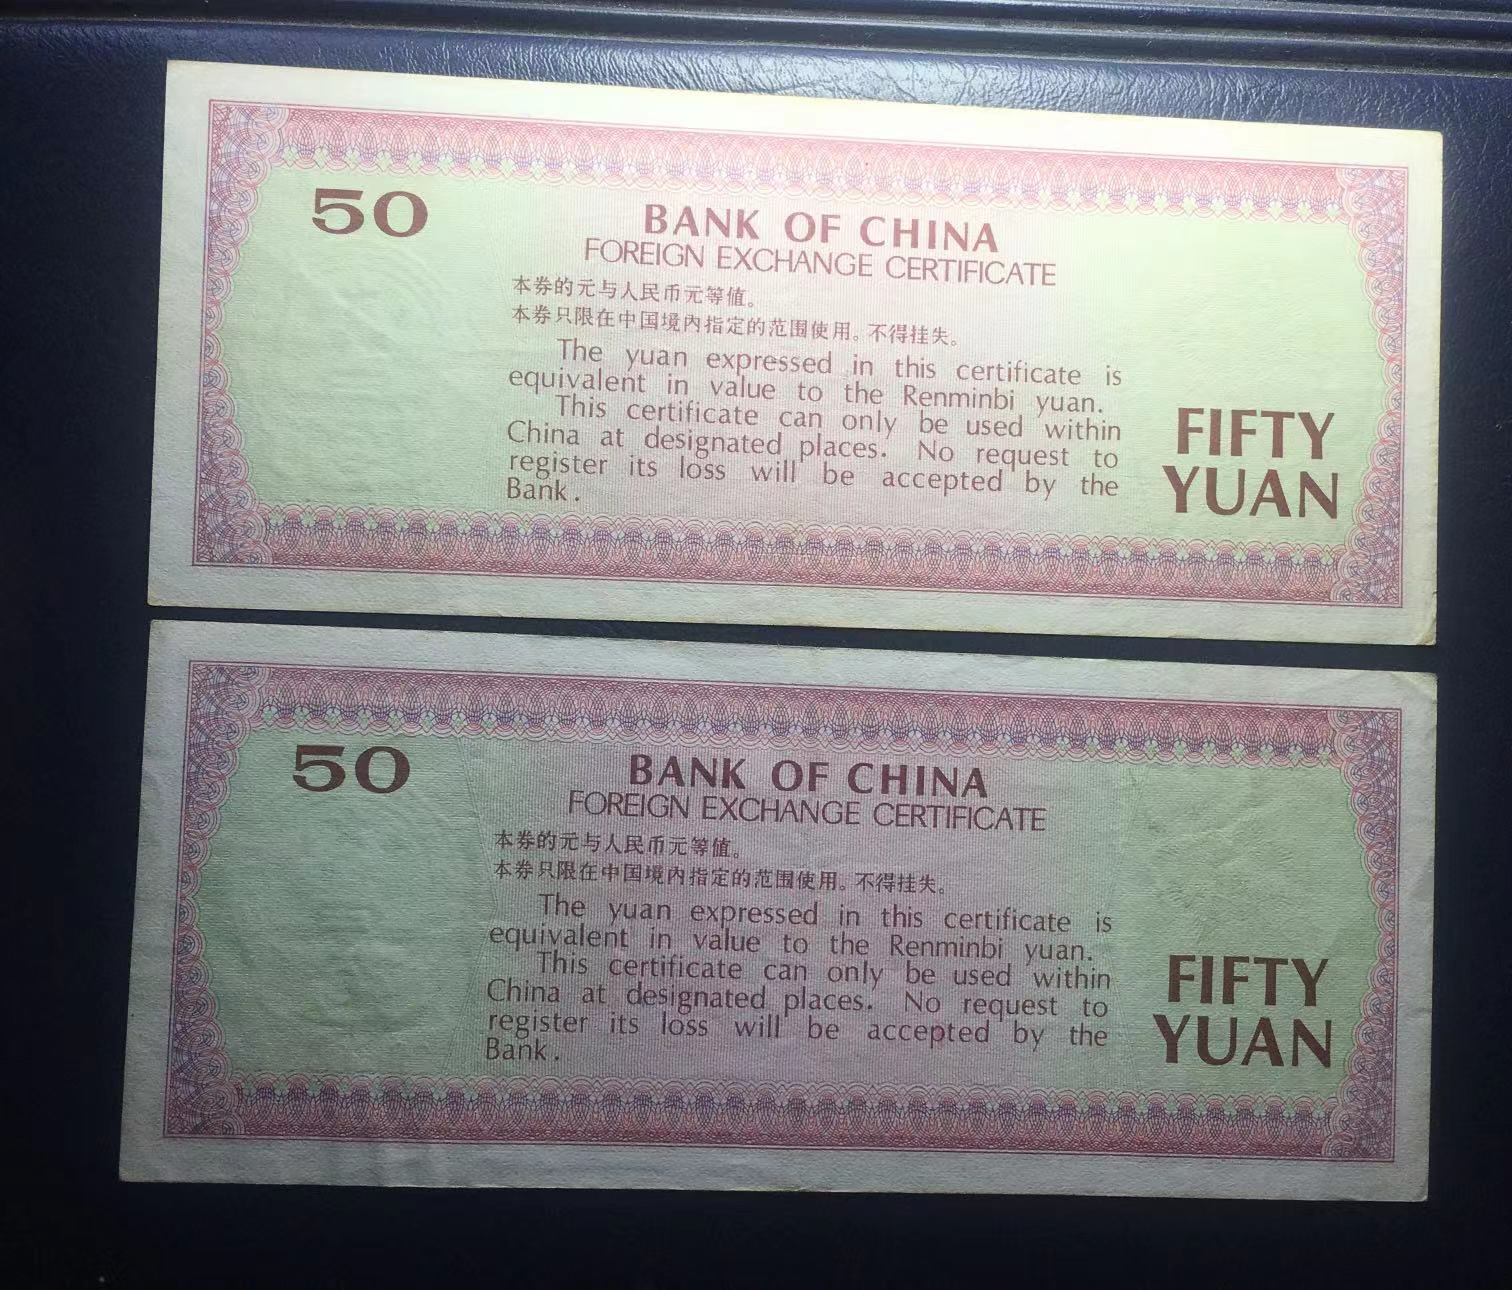 50
BANK OF CHINA
FOREIGN EXCHANGE CERTIFICATE
本券的元与人民币元等值。
本券只限在中国境内指定的范围使用。不得挂失。
The yuan expressed in this certificate is
equivalent in value to the Renminbi yuan.
This certificate can only be used within
China at designated places. No request to
register its loss will be accepted by the
Bank.
FIFTY
YUAN
50
BANK OF CHINA
FOREIGN EXCHANGE CERTIFICATE
本券的元与人民币元等值。
本券只限在中国境内指定的范围使用。不得挂失。
The yuan expressed in this certificate is
equivalent in value to the Renminbi yuan.
This certificate can only be used within
China at designated places. No request to
register its loss will be accepted by the
Bank.
FIFTY
YUAN